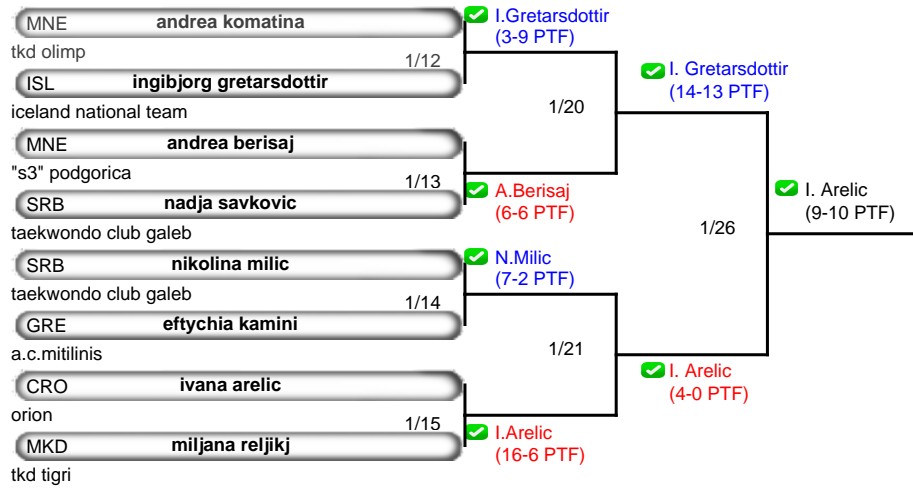 MNE andrea komatina
tkd olimp
1/12
ISL ingibjorg gretarsdottir
iceland national team
MNE andrea berisaj
"s3" podgorica
1/13
SRB nadja savkovic
taekwondo club galeb
SRB nikolina milic
taekwondo club galeb
1/14
GRE eftychia kamini
a.c.mitilinis
CRO ivana arelic
orion
1/15
MKD miljana reljikj
tkd tigri
I.Gretarsdottir
(3-9 PTF)
1/20
A.Berisaj
(6-6 PTF)
N.Milic
(7-2 PTF)
1/21
I.Arelic
(16-6 PTF)
I. Gretarsdottir
(14-13 PTF)
1/26
I. Arelic
(4-0 PTF)
I. Arelic
(9-10 PTF)